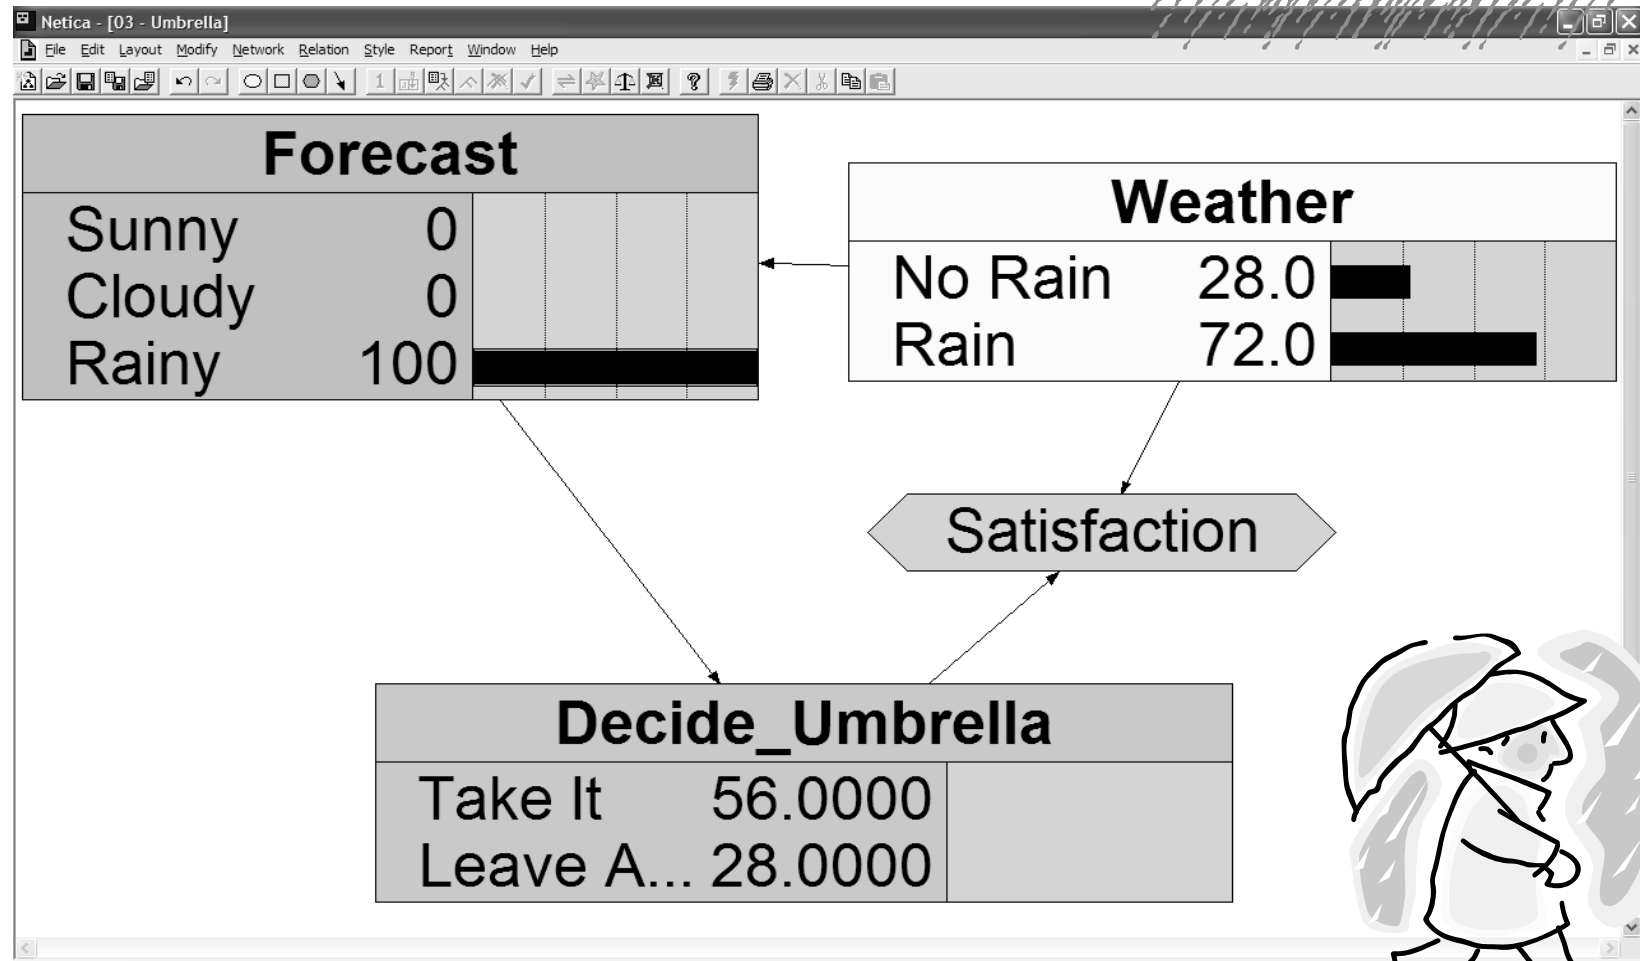 Netica - [03 - Umbrella]
File Edit Layout Modify Network Relation Style Report Window Help
1 ?
Forecast
Sunny 0
Cloudy 0
Rainy 100
Weather
No Rain 28.0
Rain 72.0
Satisfaction
Decide_Umbrella
Take It 56.0000
Leave A... 28.0000